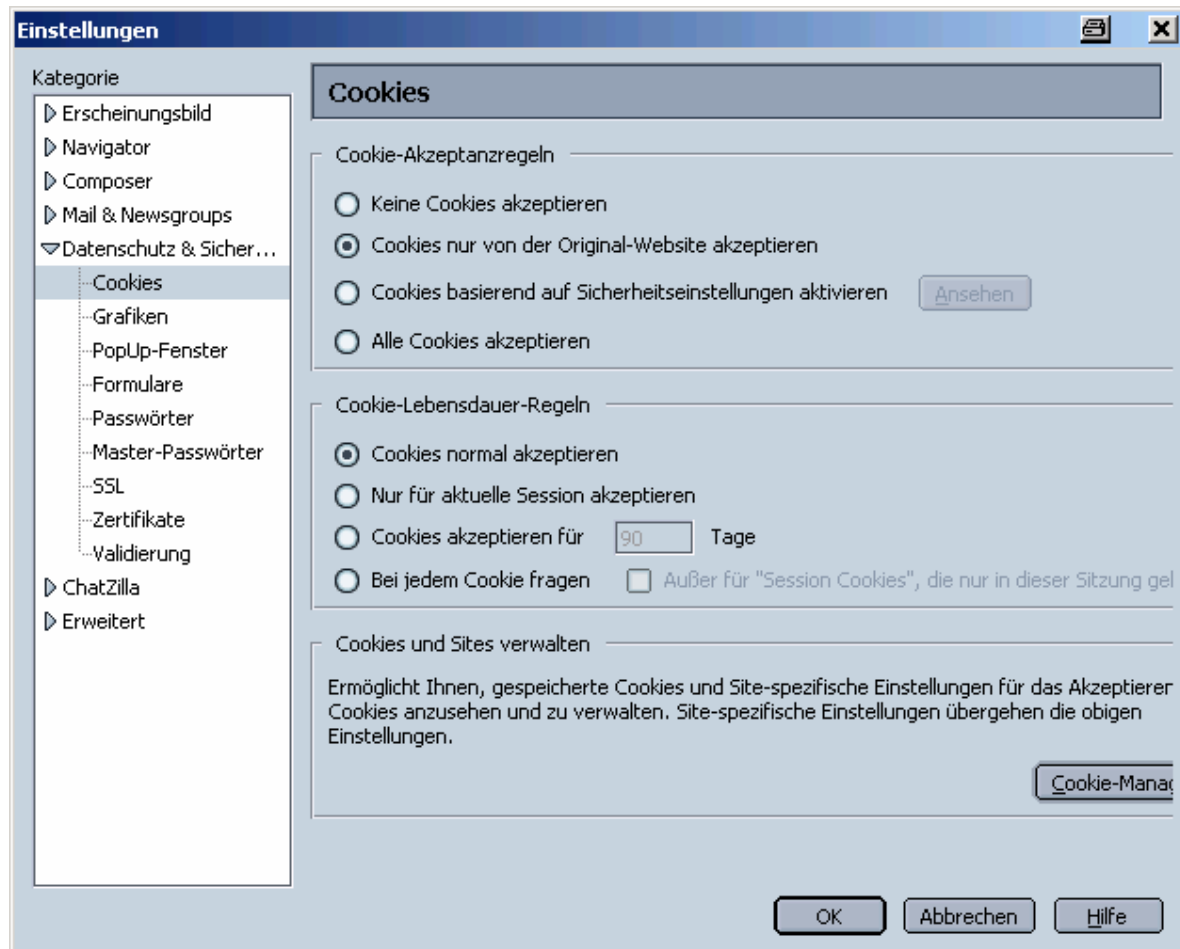 Einstellungen
Kategorie
Erscheinungsbild
Navigator
Composer
Mail & Newsgroups
Datenschutz & Sicher...
Cookies
Grafiken
PopUp-Fenster
Formulare
Passwörter
Master-Passwörter
SSL
Zertifikate
Validierung
ChatZilla
Erweitert
Cookies
Cookie-Akzeptanzregeln
Keine Cookies akzeptieren
Cookies nur von der Original-Website akzeptieren
Cookies basierend auf Sicherheitseinstellungen aktivieren Ansehen
Alle Cookies akzeptieren
Cookie-Lebensdauer-Regeln
Cookies normal akzeptieren
Nur für aktuelle Session akzeptieren
Cookies akzeptieren für 90 Tage
Bei jedem Cookie fragen Außer für "Session Cookies", die nur in dieser Sitzung gel
Cookies und Sites verwalten
Ermöglicht Ihnen, gespeicherte Cookies und Site-spezifische Einstellungen für das Akzeptieren
Cookies anzusehen und zu verwalten. Site-spezifische Einstellungen übergehen die obigen
Einstellungen.
Cookie-Manag
OK Abbrechen Hilfe